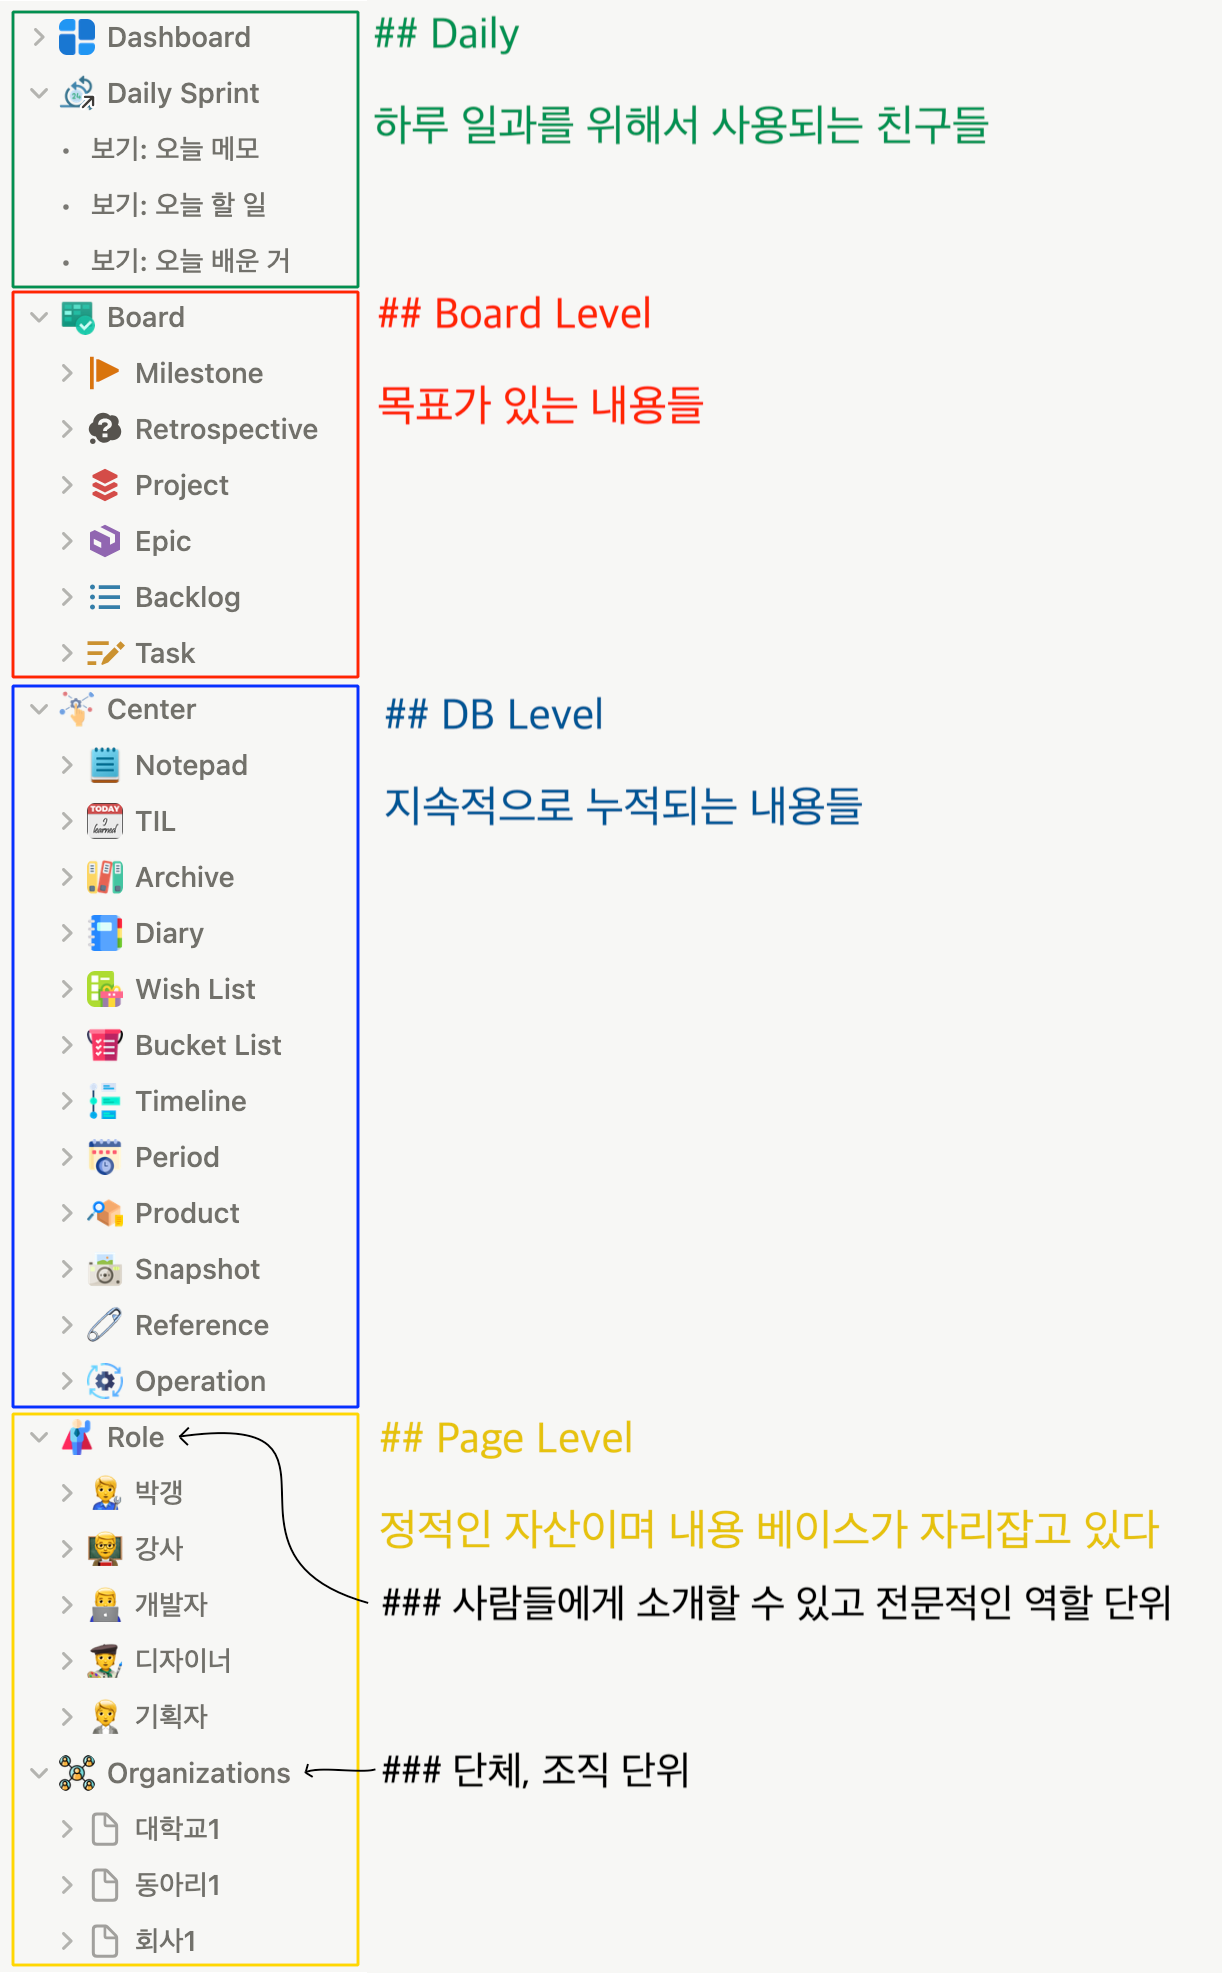 Dashboard
## Daily
Daily Sprint
하루 일과를 위해서 사용되는 친구들
• 보기: 오늘 메모
• 보기: 오늘 할 일
• 보기: 오늘 배운 거
Board
## Board Level
Milestone
목표가 있는 내용들
Retrospective
Project
Epic
Backlog
Task
Center
## DB Level
Notepad
지속적으로 누적되는 내용들
TODAY
I
learned
TIL
Archive
Diary
Wish List
Bucket List
Timeline
Period
Product
Snapshot
Reference
Operation
Role
## Page Level
박갱
정적인 자산이며 내용 베이스가 자리잡고 있다
강사
### 사람들에게 소개할 수 있고 전문적인 역할 단위
개발자
디자이너
기획자
Organizations
### 단체, 조직 단위
대학교1
동아리1
회사1